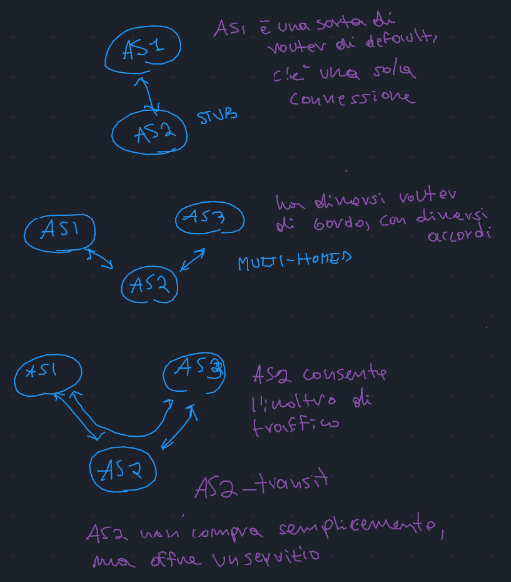 AS1
AS1 è una sorta di
router di default,
c'è una sola
connessione
AS2
STUB
ha diversi router
di bordo, con diversi
accordi
AS1
AS3
AS2
MULTI-HOMED
AS1
AS3
AS2 consente
l'inoltro di
traffico
AS2
AS2-transit
AS2 non compra semplicemente,
ma offre un servizio